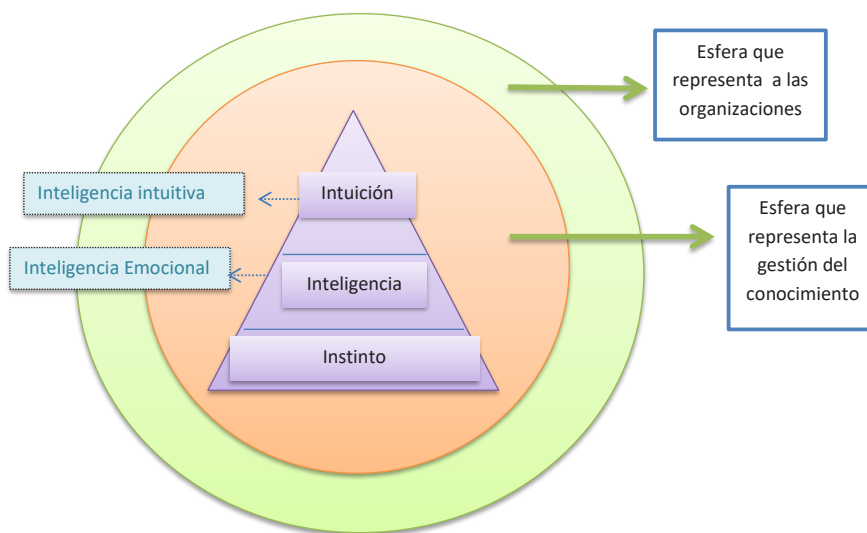 Esfera que
representa a las
organizaciones
Inteligencia intuitiva
Intuición
Esfera que
representa la
gestión del
conocimiento
Inteligencia Emocional
Inteligencia
Instinto